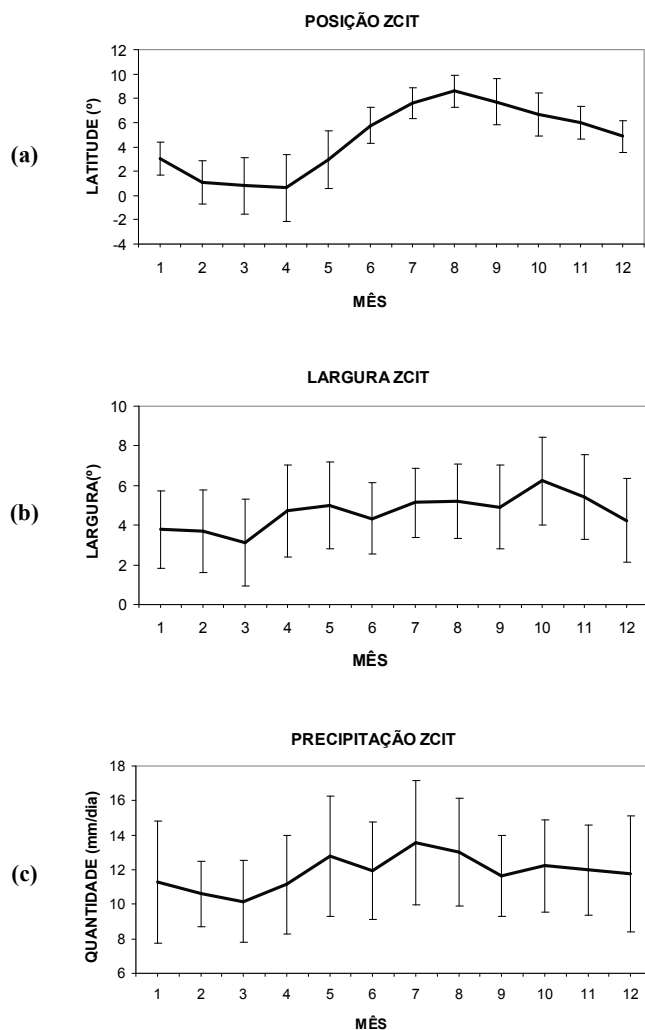 POSIÇÃO ZCIT
(a)
LATITUDE (º)
12
10
8
6
4
2
0
-2
-4
1 2 3 4 5 6 7 8 9 10 11 12
MÊS
LARGURA ZCIT
(b)
LARGURA(º)
10
8
6
4
2
0
1 2 3 4 5 6 7 8 9 10 11 12
MÊS
PRECIPITAÇÃO ZCIT
(c)
QUANTIDADE (mm/dia)
18
16
14
12
10
8
6
1 2 3 4 5 6 7 8 9 10 11 12
MÊS